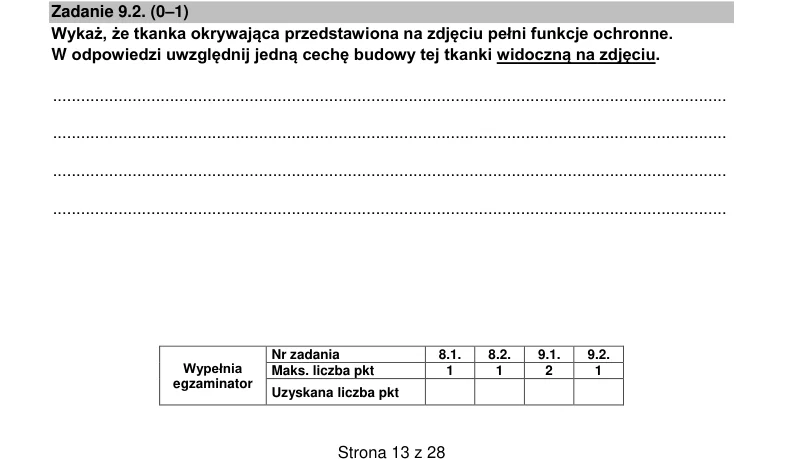 Zadanie 9.2. (0–1)
Wykaż, że tkanka okrywająca przedstawiona na zdjęciu pełni funkcje ochronne.
W odpowiedzi uwzględnij jedną cechę budowy tej tkanki widoczną na zdjęciu.
....................................................................................................................................................
....................................................................................................................................................
....................................................................................................................................................
....................................................................................................................................................
Wypełnia egzaminator
Nr zadania 8.1. 8.2. 9.1. 9.2.
Maks. liczba pkt 1 1 2 1
Uzyskana liczba pkt
Strona 13 z 28